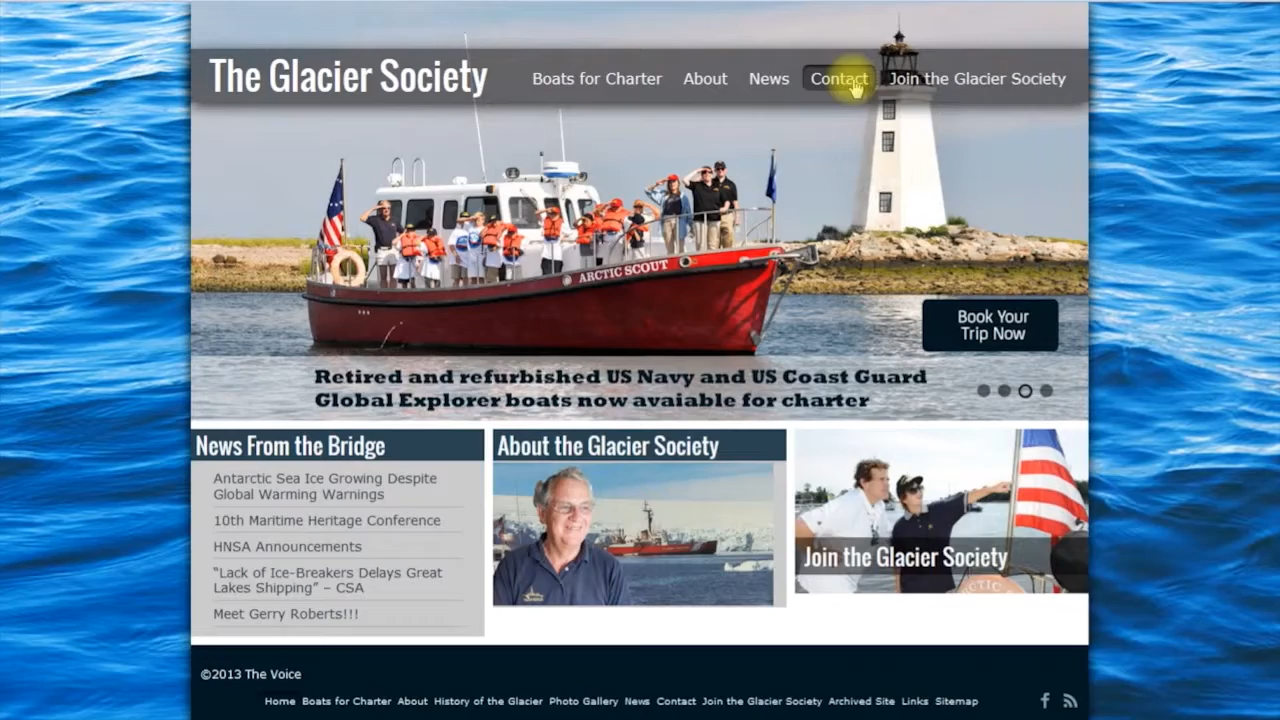 The Glacier Society
Boats for Charter About News Contact Join the Glacier Society
ARCTIC SCOUT
Book Your
Trip Now
Retired and refurbished US Navy and US Coast Guard
Global Explorer boats now avaiable for charter
News From the Bridge
Antarctic Sea Ice Growing Despite
Global Warming Warnings
10th Maritime Heritage Conference
HNSA Announcements
“Lack of Ice-Breakers Delays Great
Lakes Shipping” – CSA
Meet Gerry Roberts!!!
About the Glacier Society
Join the Glacier Society
©2013 The Voice
Home Boats for Charter About History of the Glacier Photo Gallery News Contact Join the Glacier Society Archived Site Links Sitemap